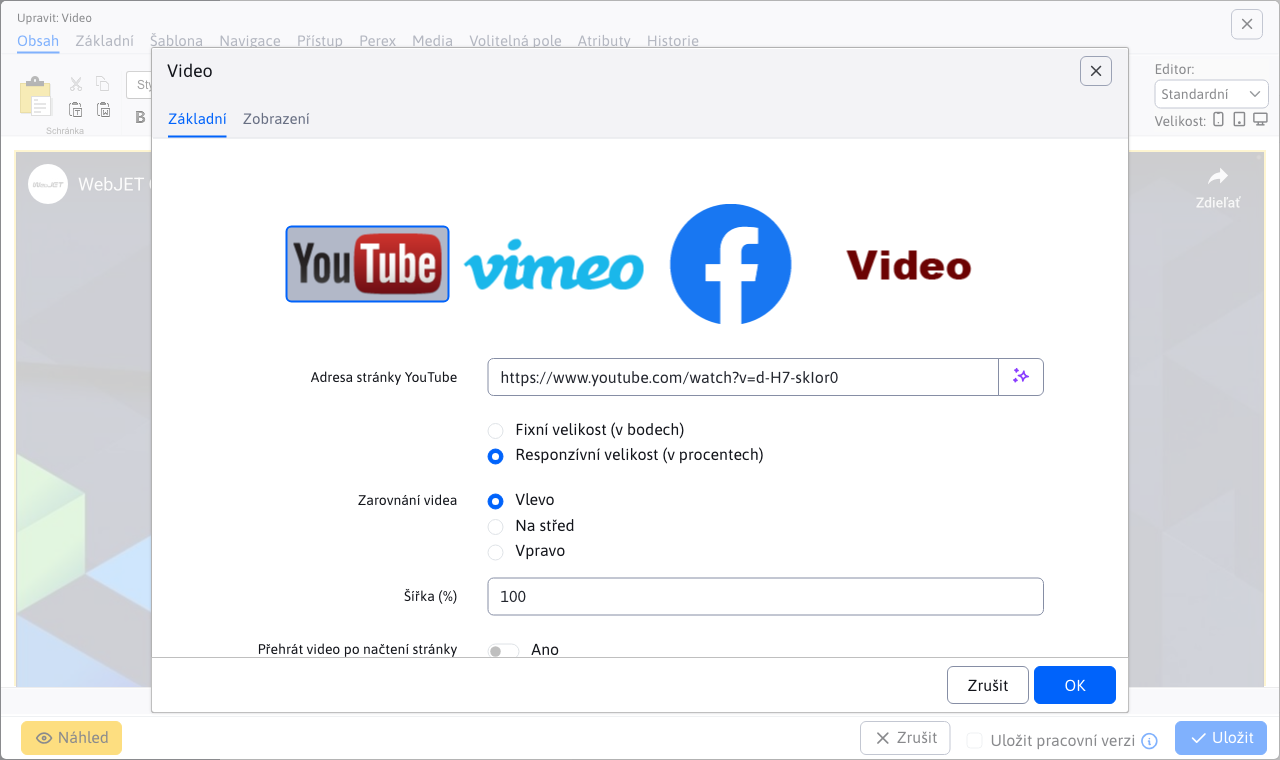 Upravit: Video
Obsah Základní Šablona Navigace Přístup Perex Media Volitelná pole Atributy Historie
Schránka
Editor:
Standardní
Velikost:
WebJET
Zdieľať
Video
Základní Zobrazení
YouTube vimeo f Video
Adresa stránky YouTube https://www.youtube.com/watch?v=d-H7-skIor0
Fixní velikost (v bodech)
Responzívní velikost (v procentech)
Zarovnání videa Vlevo
Na střed
Vpravo
Šířka (%) 100
Přehrát video po načtení stránky Ano
Zrušit OK
Náhled Zrušit Uložit pracovní verzi Uložit